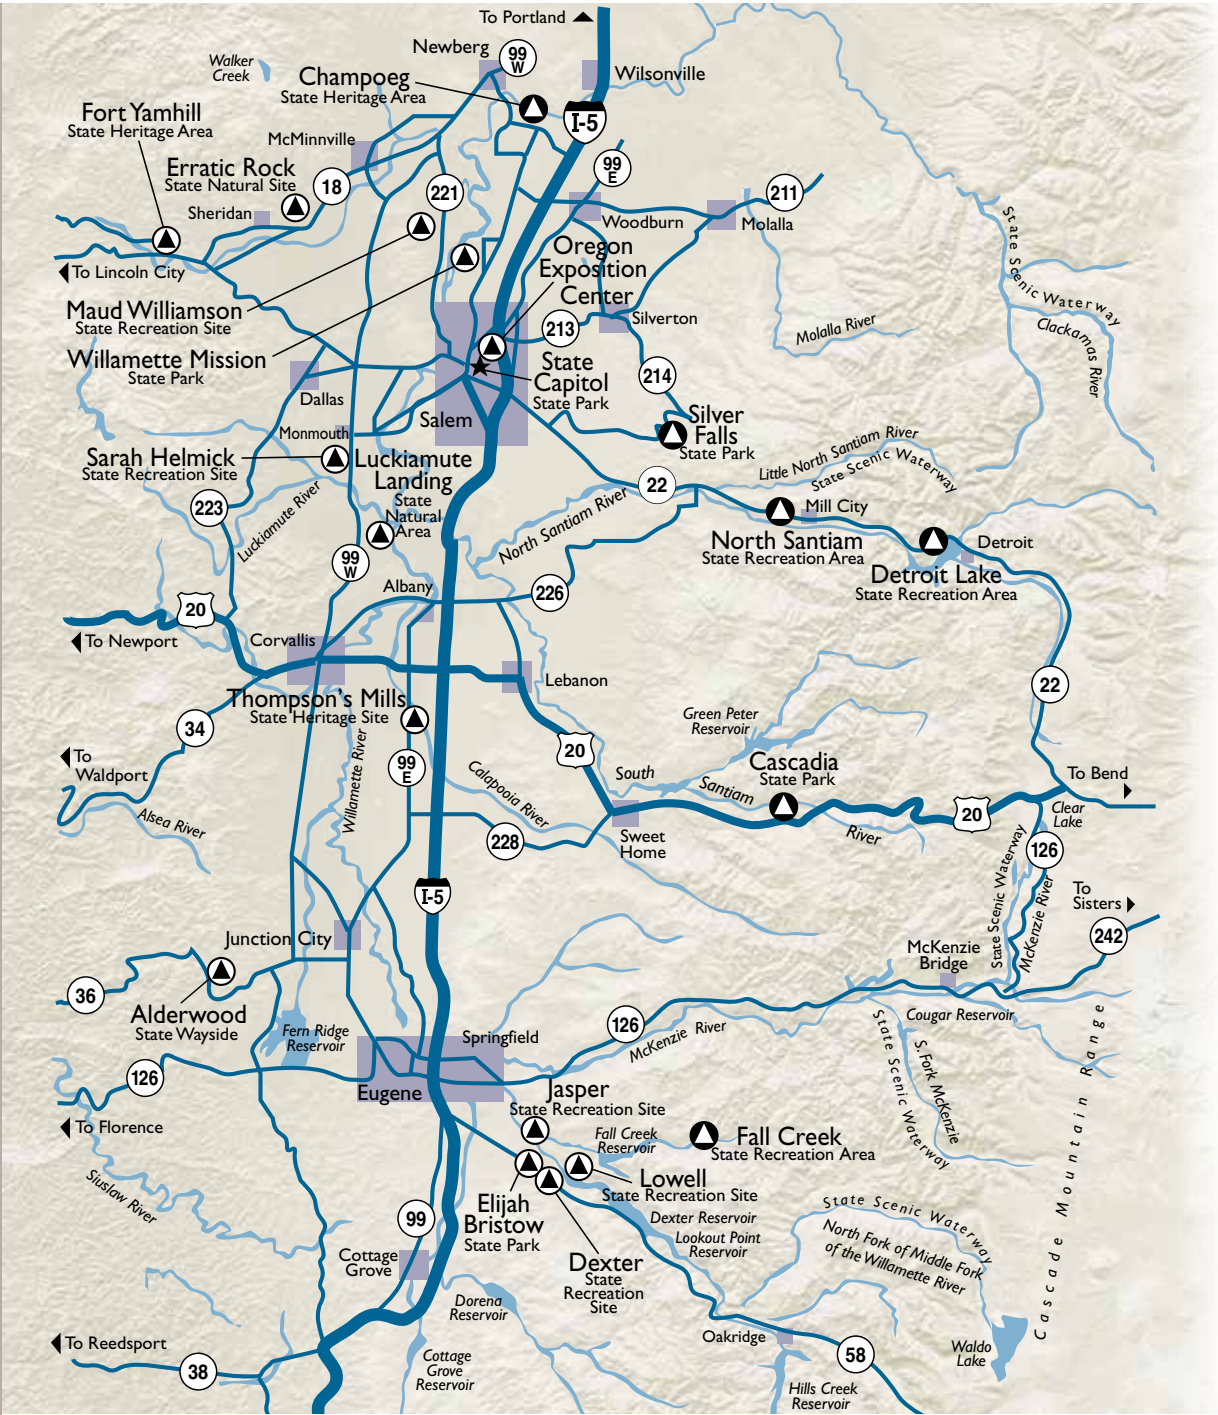 To Portland
Newberg
99
W
Walker
Creek
Wilsonville
Champoeg
State Heritage Area
Fort Yamhill
State Heritage Area
I-5
McMinnville
99
E
Erratic Rock
State Natural Site
18
221
211
Sheridan
Woodburn
Molalla
State Scenic Waterway
Oregon
Exposition
Center
To Lincoln City
Clackamas River
Maud Williamson
State Recreation Site
213
Silverton
Molalla River
Willamette Mission
State Park
State
Capitol
State Park
214
Dallas
Salem
Silver
Falls
State Park
Monmouth
Little North Santiam River
State Scenic Waterway
Sarah Helmick
State Recreation Site
Luckiamute
Landing
State
Natural
Area
22
223
Luckiamute River
North Santiam River
Mill City
North Santiam
State Recreation Area
Detroit
99
W
Detroit Lake
State Recreation Area
Albany
226
20
To Newport
Corvallis
Lebanon
22
Thompson's Mills
State Heritage Site
34
Green Peter
Reservoir
20
To
Waldport
Willamette River
99
E
Cascadia
State Park
To Bend
South
Santiam
River
Calapooia River
Alsea River
Clear
Lake
20
228
Sweet
Home
126
State Scenic Waterway
McKenzie River
I-5
To
Sisters
242
Junction City
McKenzie
Bridge
36
Alderwood
State Wayside
Cougar Reservoir
Fern Ridge
Reservoir
Springfield
126
McKenzie River
State Scenic Waterway
S. Fork McKenzie
126
Eugene
Jasper
State Recreation Site
To Florence
Fall Creek
Reservoir
Fall Creek
State Recreation Area
Siuslaw River
Lowell
State Recreation Site
Elijah
Bristow
State Park
99
Dexter Reservoir
Lookout Point
Reservoir
State Scenic Waterway
North Fork of Middle Fork
of the Willamette River
Cottage
Grove
Dexter
State
Recreation
Site
Cascade Mountain Range
Dorena
Reservoir
To Reedsport
Oakridge
Waldo
Lake
38
58
Cottage
Grove
Reservoir
Hills Creek
Reservoir